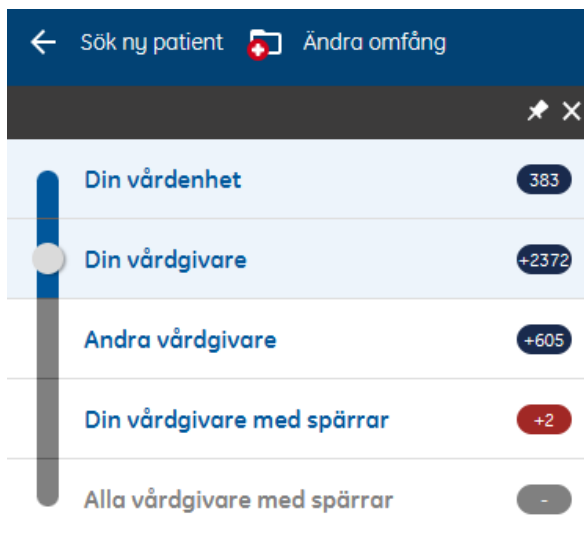 Sök ny patient Ändra omfång
Din vårdenhet 383
Din vårdgivare +2372
Andra vårdgivare +605
Din vårdgivare med spärrar +2
Alla vårdgivare med spärrar -